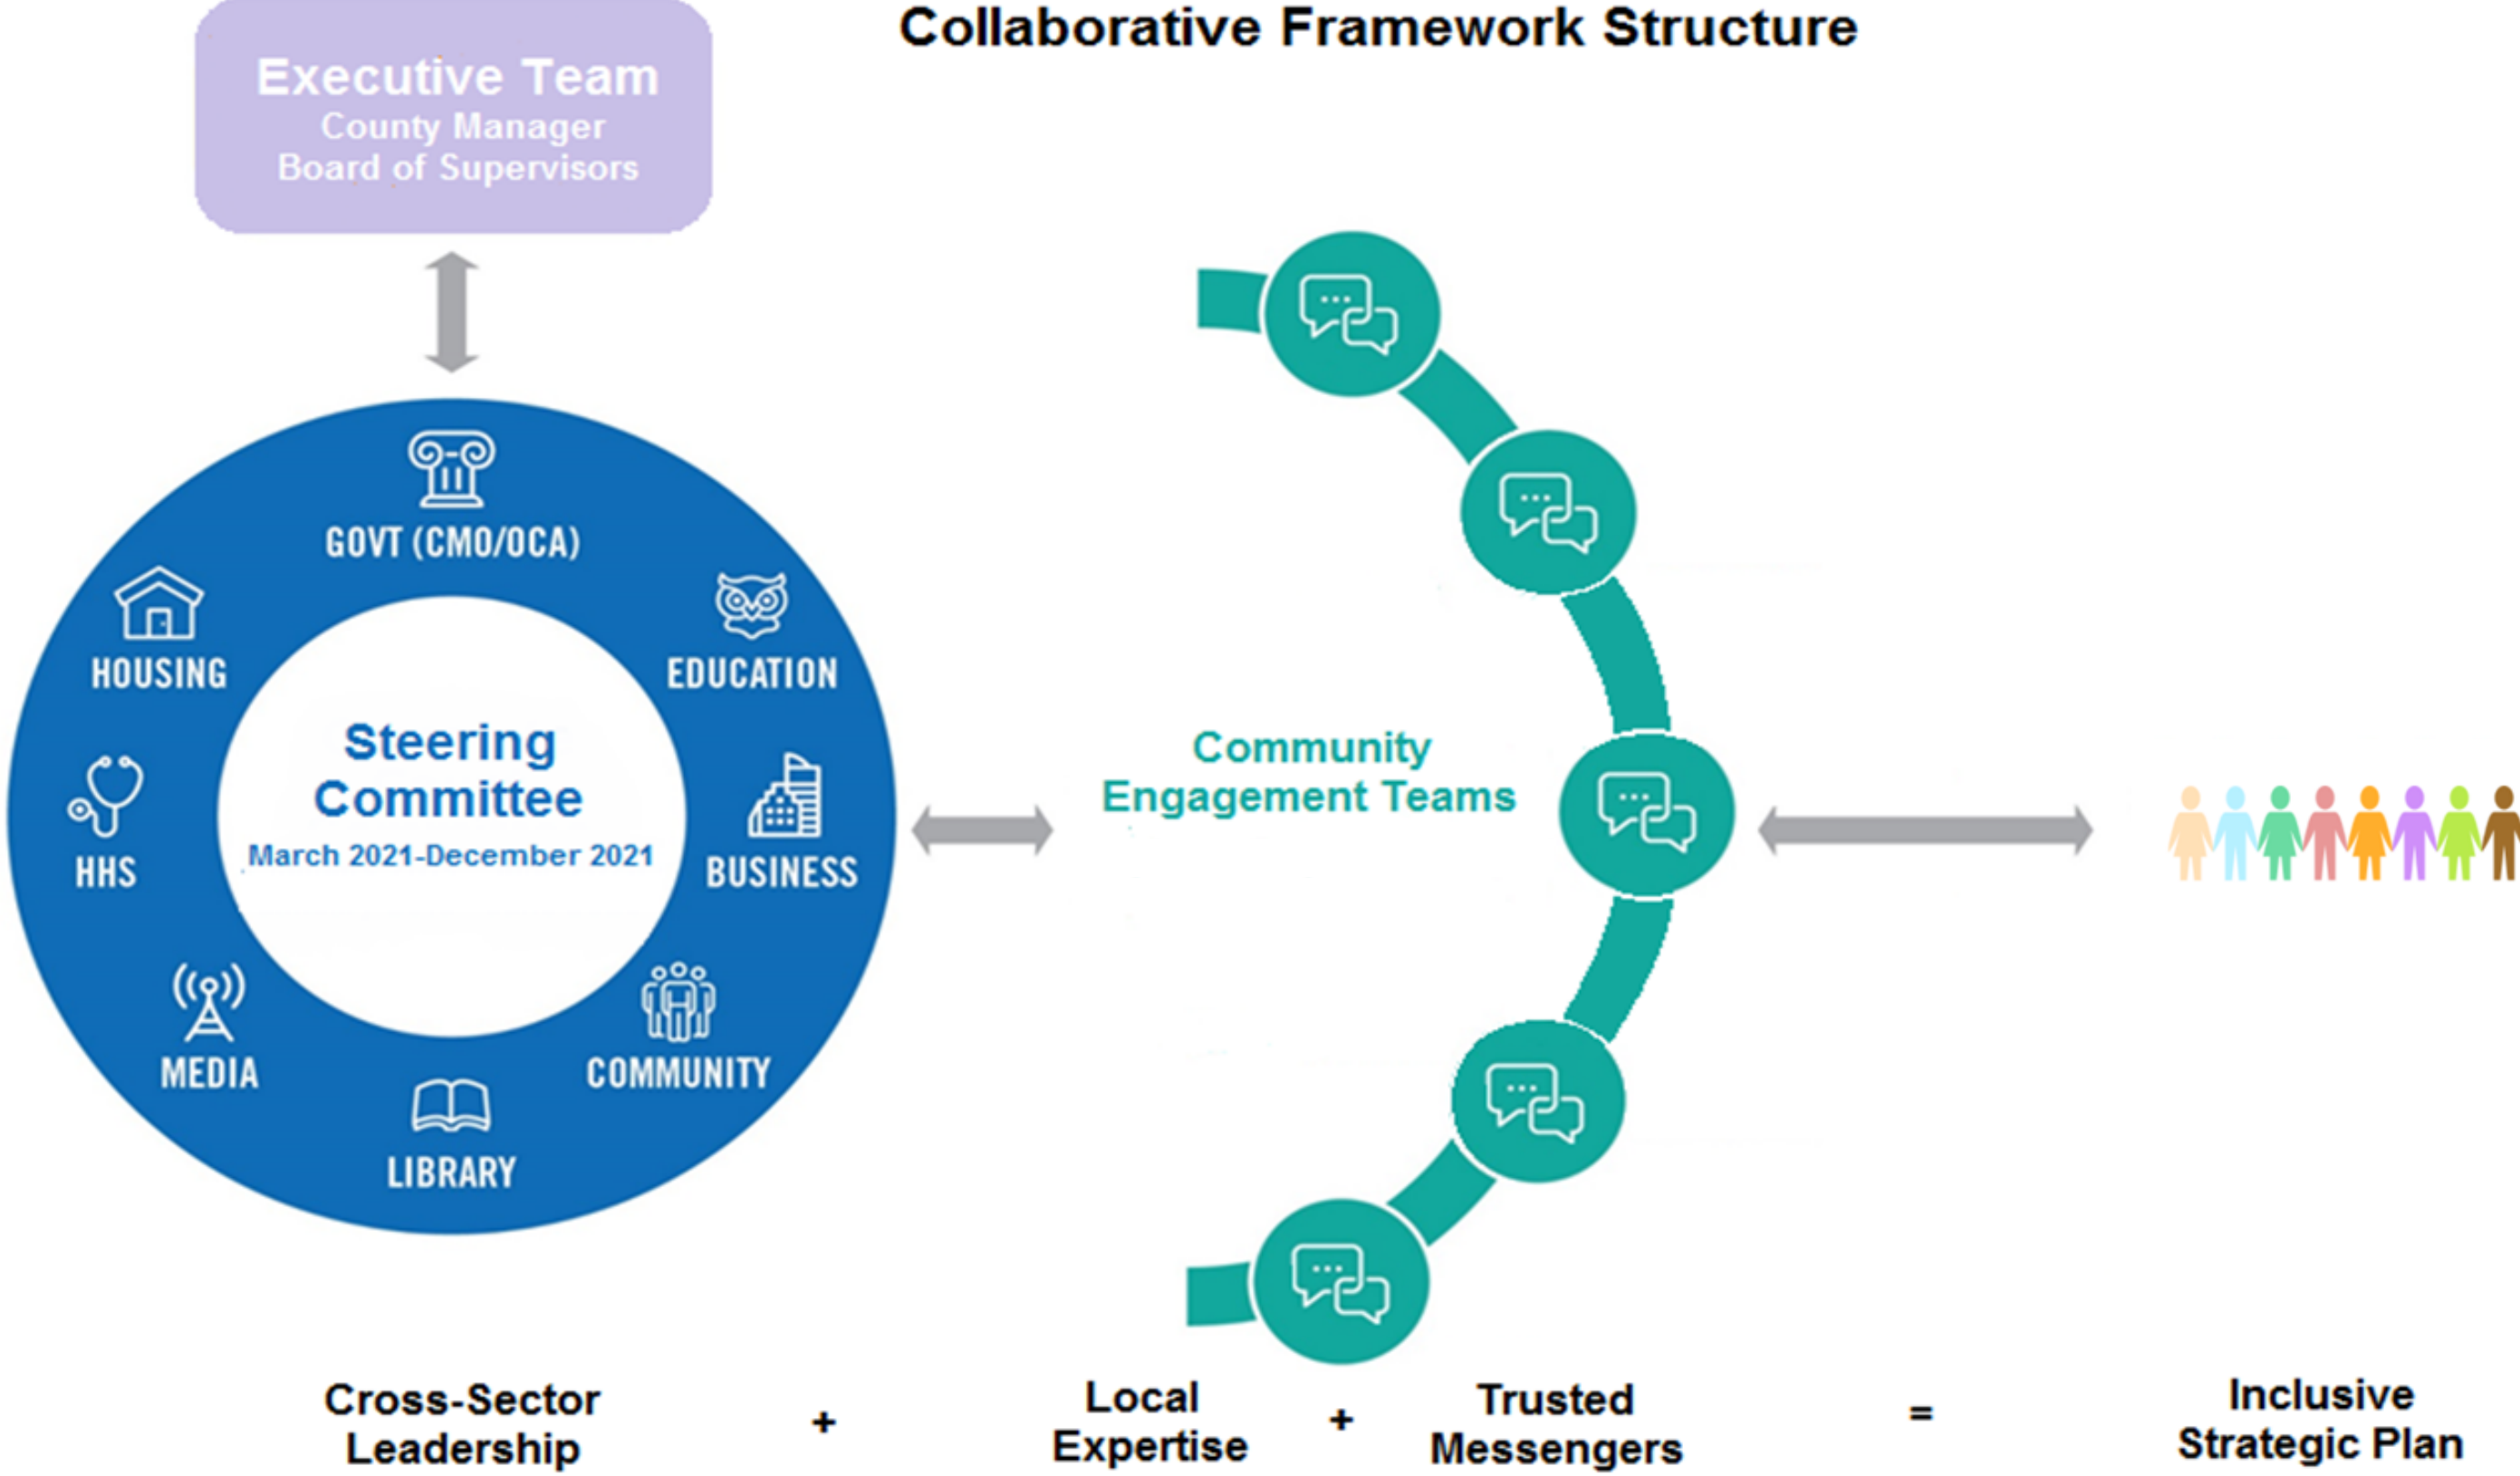 Collaborative Framework Structure
Executive Team
County Manager
Board of Supervisors
GOVT (CMO/OCA)
HOUSING
EDUCATION
Steering
Committee
March 2021-December 2021
HHS
BUSINESS
MEDIA
COMMUNITY
LIBRARY
Community
Engagement Teams
Cross-Sector
Leadership
+
Local
Expertise
+
Trusted
Messengers
=
Inclusive
Strategic Plan